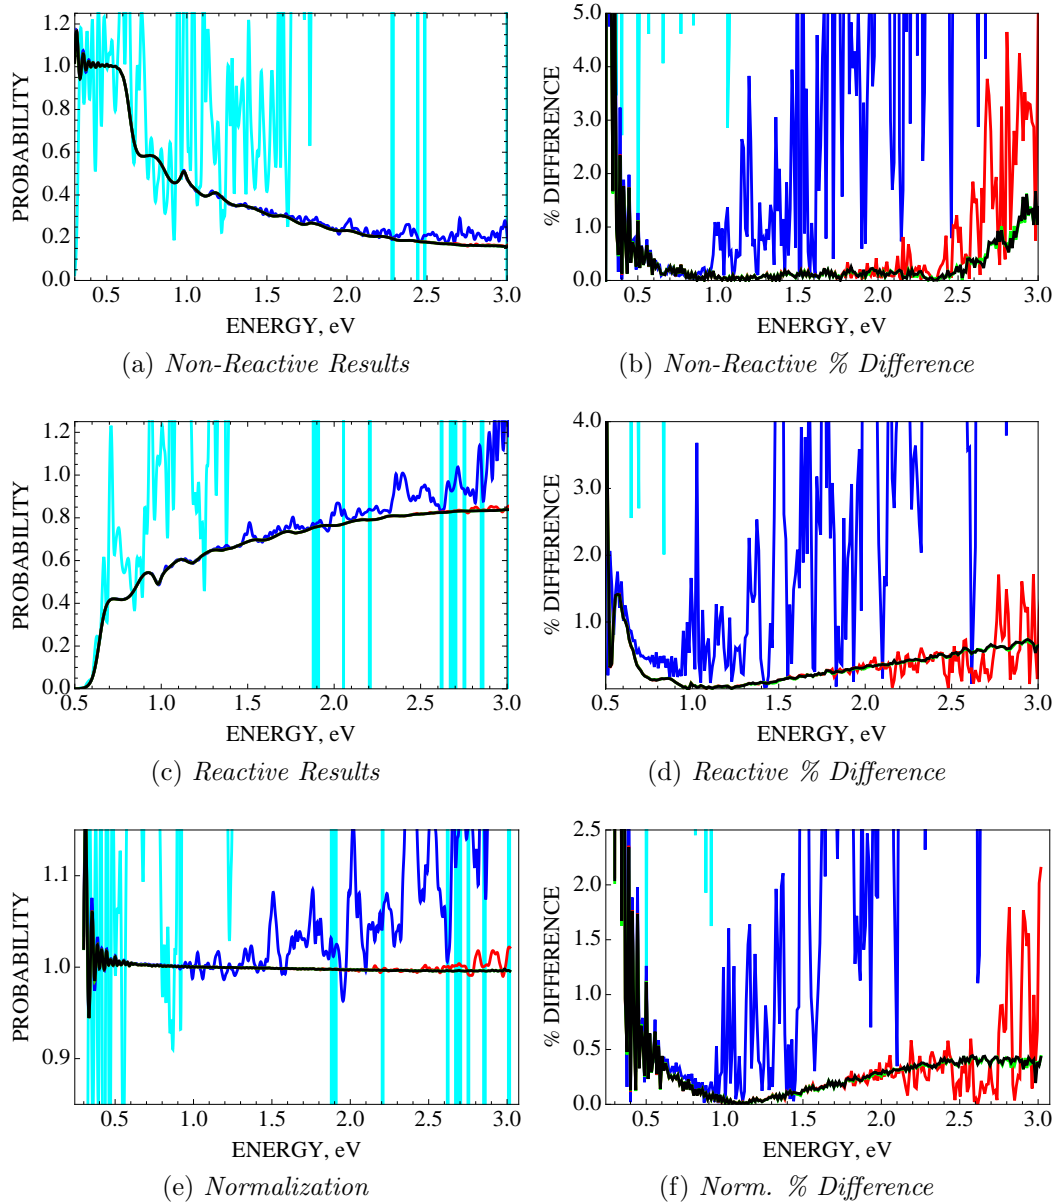 1.2
1.0
0.8
0.6
0.4
0.2
0.0
0.5 1.0 1.5 2.0 2.5 3.0
PROBABILITY
ENERGY, eV
(a) Non-Reactive Results
5.0
4.0
3.0
2.0
1.0
0.0
0.5 1.0 1.5 2.0 2.5 3.0
% DIFFERENCE
ENERGY, eV
(b) Non-Reactive % Difference
1.2
1.0
0.8
0.6
0.4
0.2
0.0
0.5 1.0 1.5 2.0 2.5 3.0
PROBABILITY
ENERGY, eV
(c) Reactive Results
4.0
3.0
2.0
1.0
0.0
0.5 1.0 1.5 2.0 2.5 3.0
% DIFFERENCE
ENERGY, eV
(d) Reactive % Difference
1.1
1.0
0.9
0.5 1.0 1.5 2.0 2.5 3.0
PROBABILITY
ENERGY, eV
(e) Normalization
2.5
2.0
1.5
1.0
0.5
0.0
0.5 1.0 1.5 2.0 2.5 3.0
% DIFFERENCE
ENERGY, eV
(f) Norm. % Difference